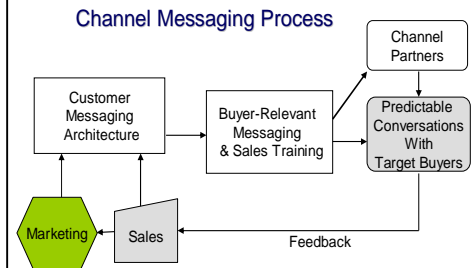 Channel Messaging Process
Channel
Partners
Customer
Messaging
Architecture
Buyer-Relevant
Messaging
& Sales Training
Predictable
Conversations
With
Target Buyers
Marketing
Sales
Feedback